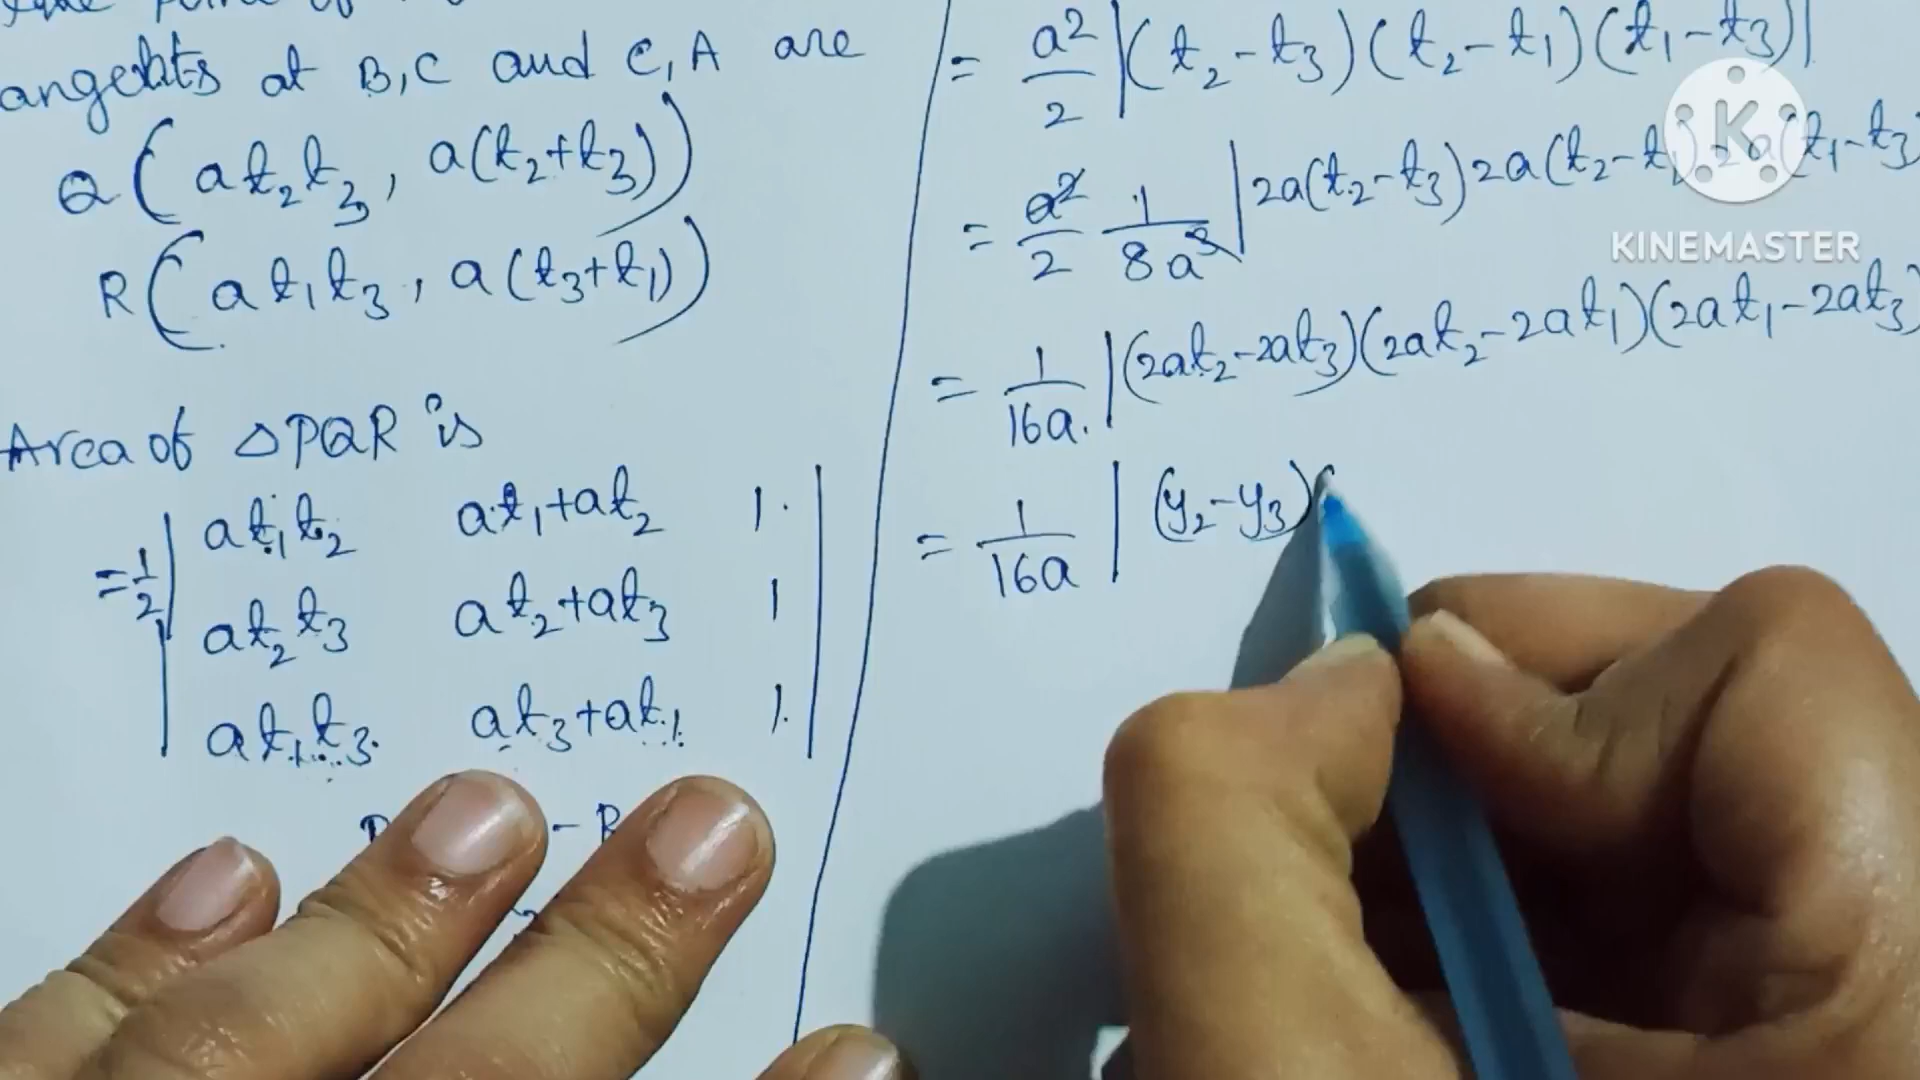 angents at B, C and C, A are
Q(at₂t₃, a(t₂+t₃))
R(at₁t₃, a(t₃+t₁))
Area of △PQR is
=1/2 | at₁t₂ at₁+at₂ 1 |
| at₂t₃ at₂+at₃ 1 |
| at₁t₃ at₃+at₁ 1 |
= a²/2 |(t₂-t₃)(t₂-t₁)(t₁-t₃)|
= a²/2 1/8a³ |2a(t₂-t₃)2a(t₂-t₁)2a(t₁-t₃)
= 1/16a |(2at₂-2at₃)(2at₂-2at₁)(2at₁-2at₃)
= 1/16a |(y₂-y₃)(
K
KINEMASTER